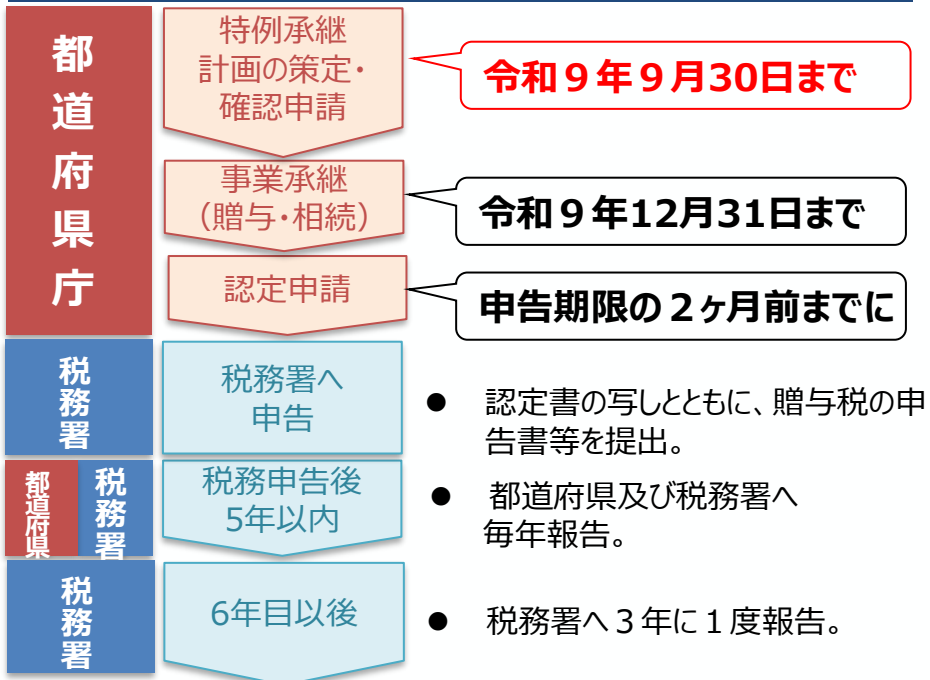 都道府県庁
特例承継
計画の策定・
確認申請
令和９年９月30日まで
事業承継
（贈与・相続）
令和９年12月31日まで
認定申請
申告期限の２ヶ月前までに
税務署
税務署へ
申告
● 認定書の写しとともに、贈与税の申
告書等を提出。
都道府県
税務署
税務申告後
5年以内
● 都道府県及び税務署へ
毎年報告。
税務署
6年目以後
● 税務署へ３年に１度報告。